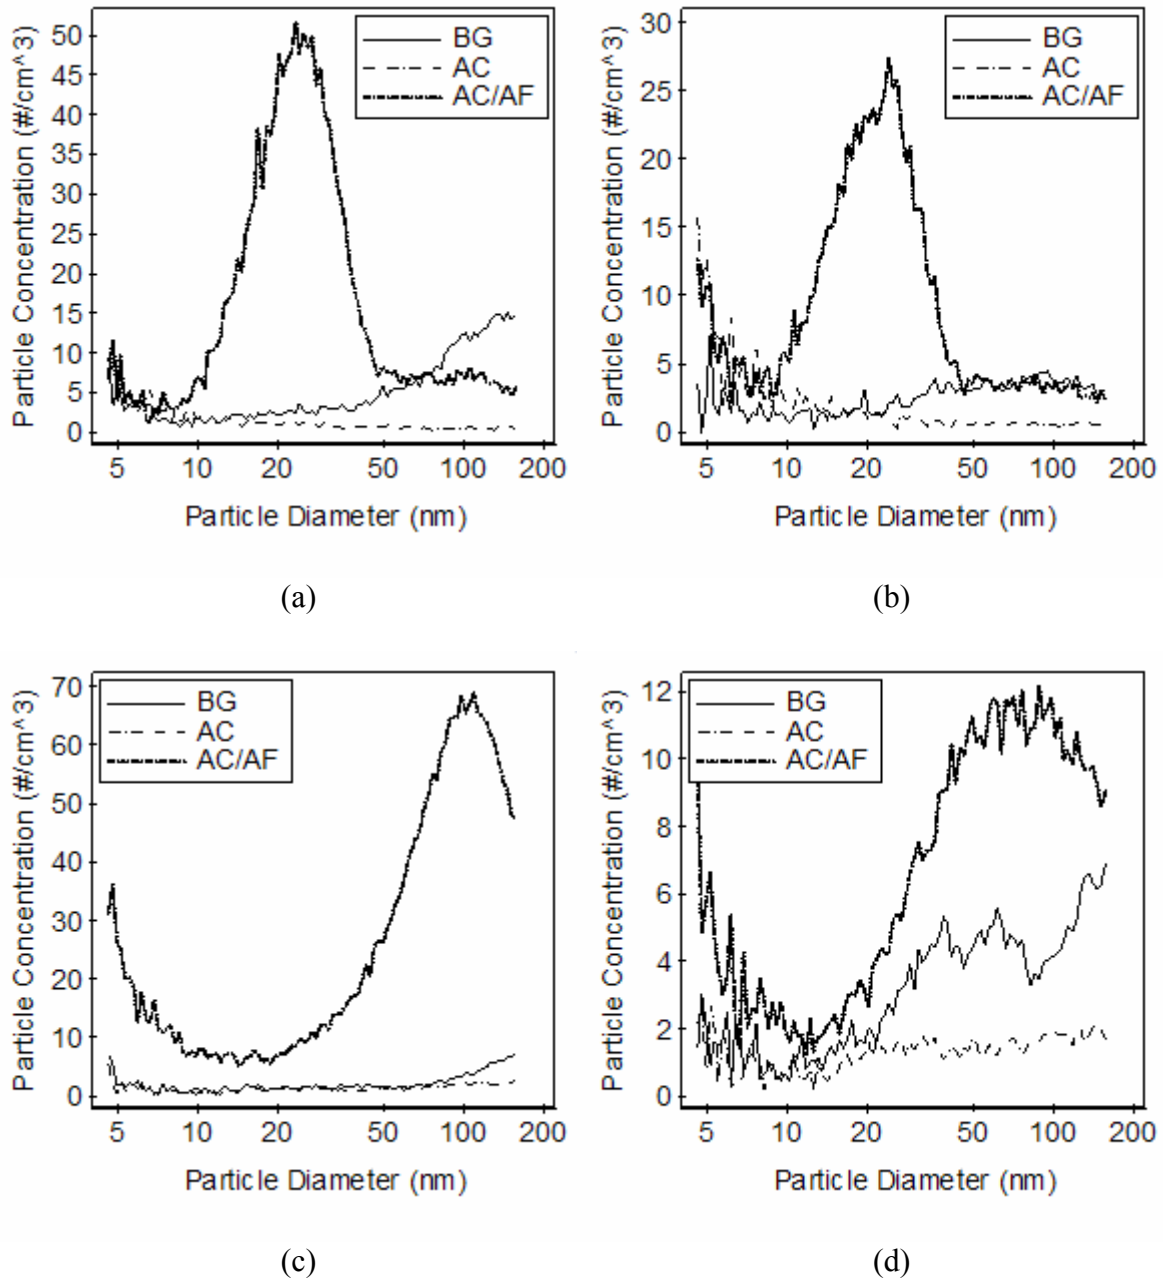 Particle Concentration (#/cm^3)
50
45
40
35
30
25
20
15
10
5
0
BG
AC
AC/AF
5 10 20 50 100 200
Particle Diameter (nm)
(a)
Particle Concentration (#/cm^3)
30
25
20
15
10
5
0
BG
AC
AC/AF
5 10 20 50 100 200
Particle Diameter (nm)
(b)
Particle Concentration (#/cm^3)
70
60
50
40
30
20
10
0
BG
AC
AC/AF
5 10 20 50 100 200
Particle Diameter (nm)
(c)
Particle Concentration (#/cm^3)
12
10
8
6
4
2
0
BG
AC
AC/AF
5 10 20 50 100 200
Particle Diameter (nm)
(d)